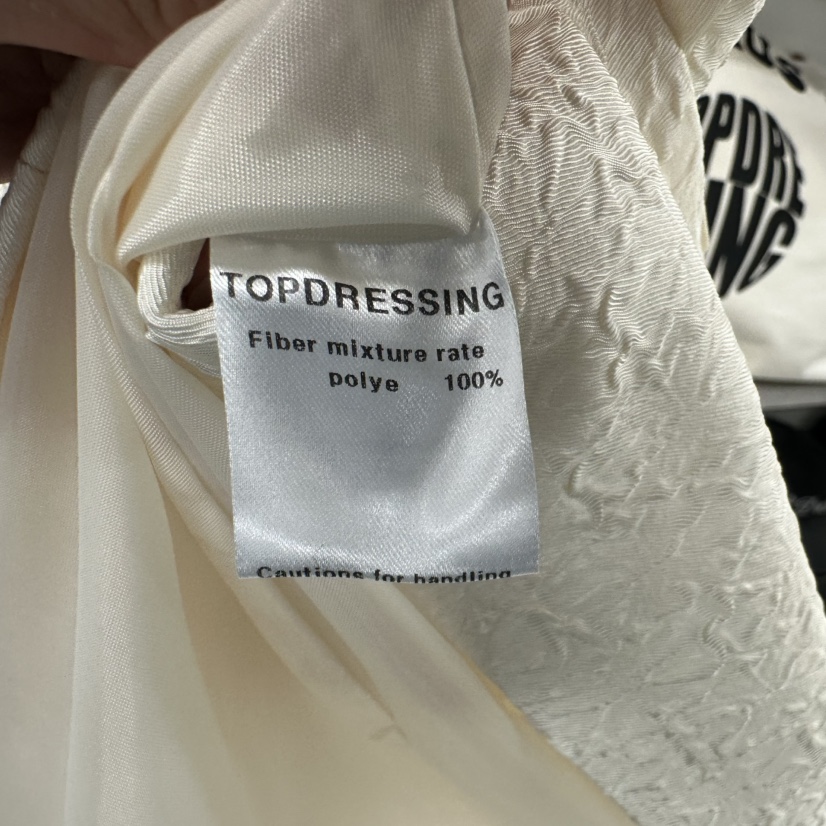 TOPDRESSING
Fiber mixture rate
polye 100%
Cautions for handling